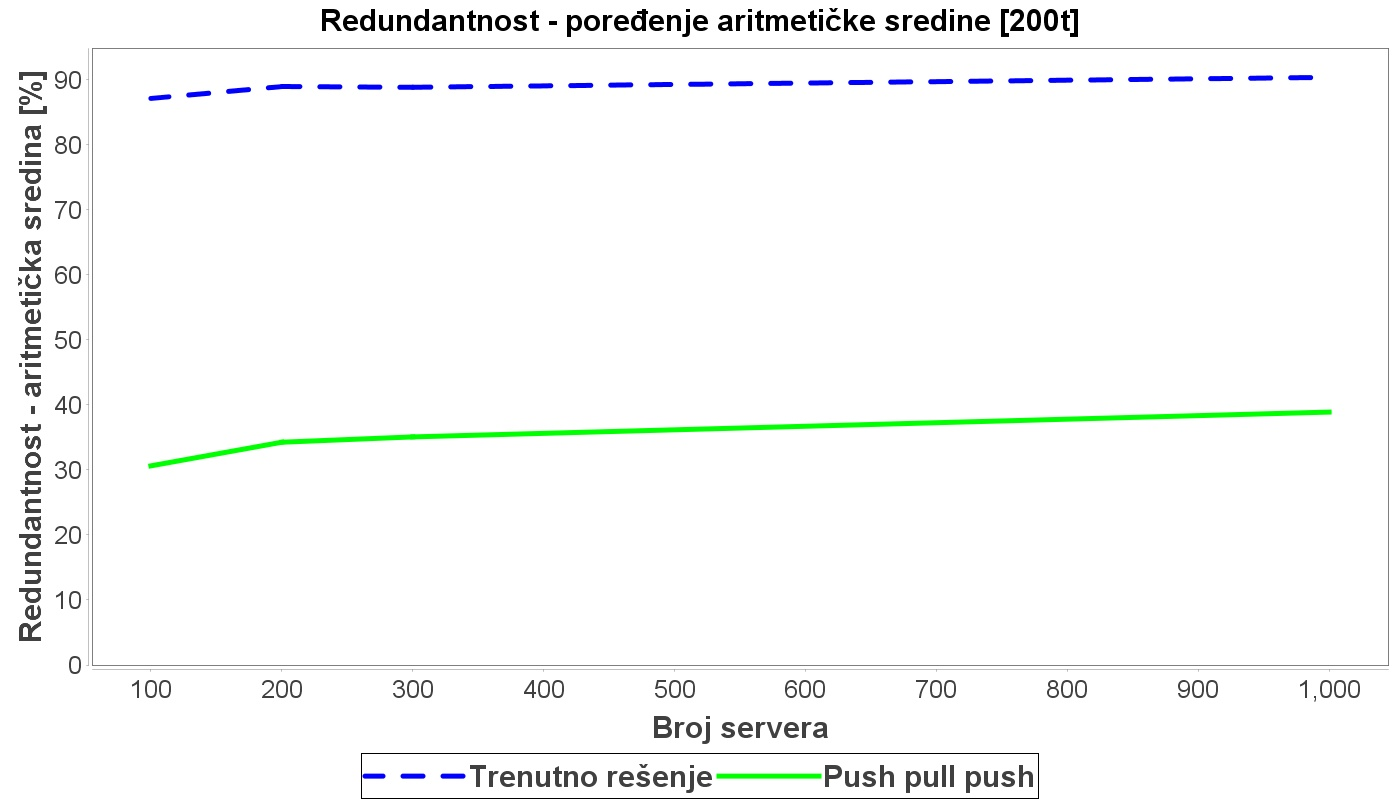 Redundantnost - poređenje aritmetičke sredine [200t]
Redundantnost - aritmetička sredina [%]
90
80
70
60
50
40
30
20
10
0
100 200 300 400 500 600 700 800 900 1,000
Broj servera
Trenutno rešenje Push pull push